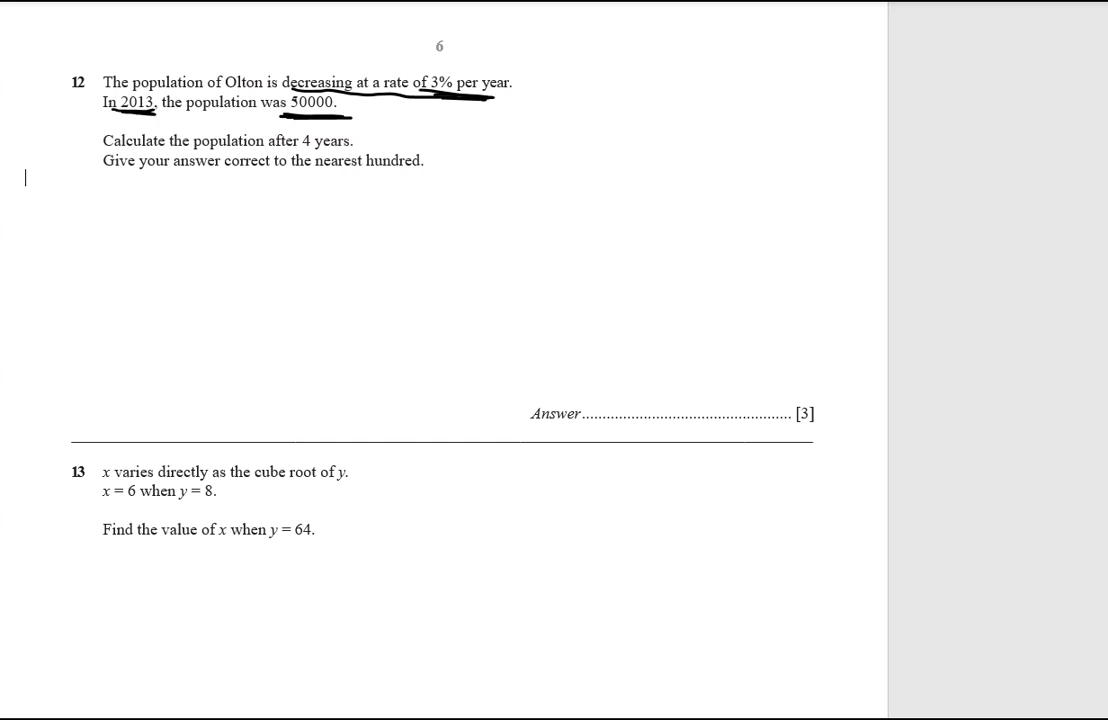 6
12 The population of Olton is decreasing at a rate of 3% per year.
In 2013, the population was 50000.
Calculate the population after 4 years.
Give your answer correct to the nearest hundred.
Answer.................................................. [3]
13 x varies directly as the cube root of y.
x = 6 when y = 8.
Find the value of x when y = 64.